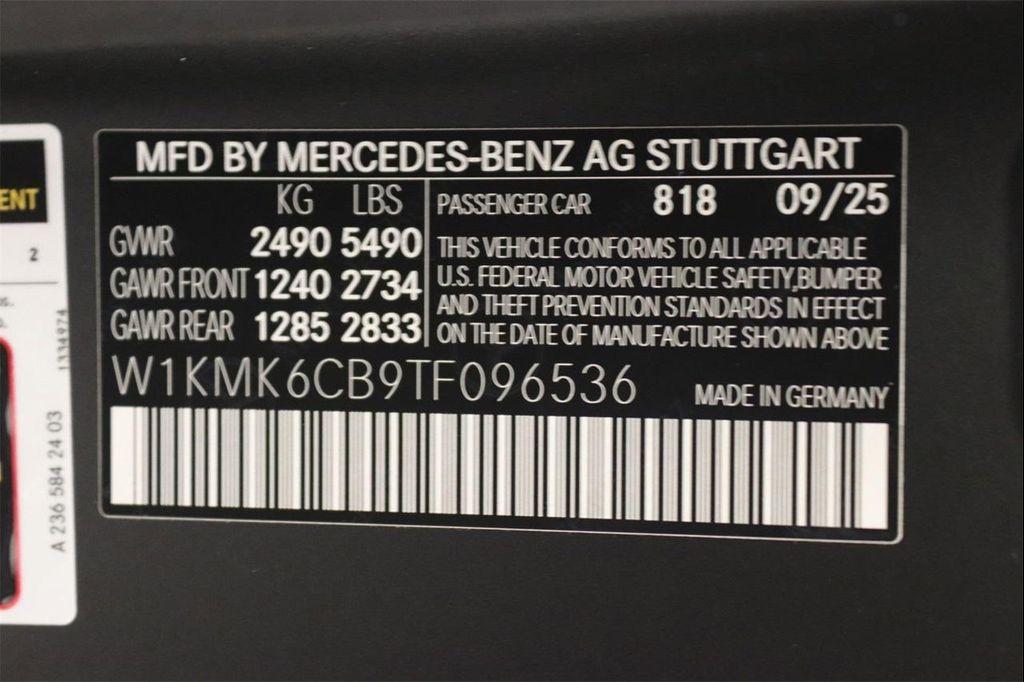 MFD BY MERCEDES-BENZ AG STUTTGART
KG LBS
GVWR 2490 5490
GAWR FRONT 1240 2734
GAWR REAR 1285 2833
PASSENGER CAR 818 09/25
THIS VEHICLE CONFORMS TO ALL APPLICABLE
U.S. FEDERAL MOTOR VEHICLE SAFETY, BUMPER
AND THEFT PREVENTION STANDARDS IN EFFECT
ON THE DATE OF MANUFACTURE SHOWN ABOVE
W1KMK6CB9TF096536 MADE IN GERMANY
ENT
2
1334974
A 236 584 24 03